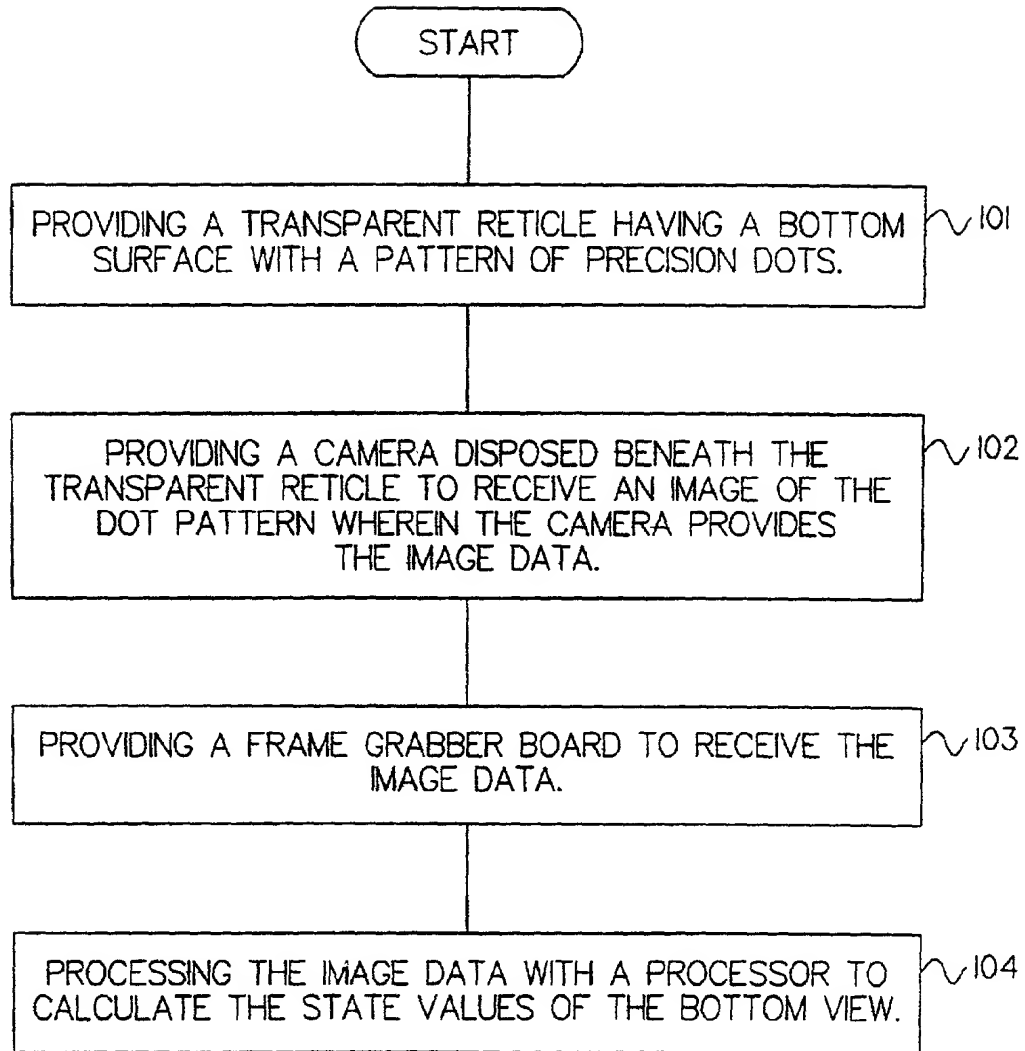 START
PROVIDING A TRANSPARENT RETICLE HAVING A BOTTOM
SURFACE WITH A PATTERN OF PRECISION DOTS.
101
PROVIDING A CAMERA DISPOSED BENEATH THE
TRANSPARENT RETICLE TO RECEIVE AN IMAGE OF THE
DOT PATTERN WHEREIN THE CAMERA PROVIDES
THE IMAGE DATA.
102
PROVIDING A FRAME GRABBER BOARD TO RECEIVE THE
IMAGE DATA.
103
PROCESSING THE IMAGE DATA WITH A PROCESSOR TO
CALCULATE THE STATE VALUES OF THE BOTTOM VIEW.
104